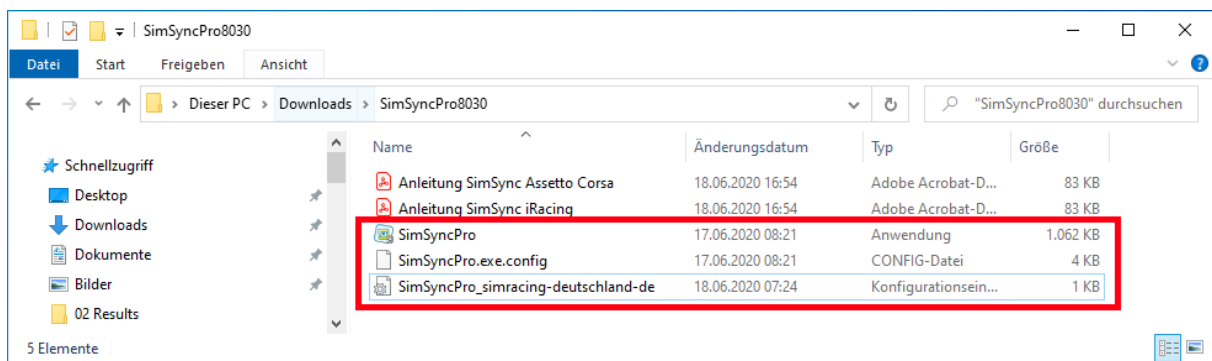 SimSyncPro8030
Datei Start Freigeben Ansicht
Dieser PC > Downloads > SimSyncPro8030 "SimSyncPro8030" durchsuchen
Name Änderungsdatum Typ Größe
Schnellzugriff
Anleitung SimSync Assetto Corsa 18.06.2020 16:54 Adobe Acrobat-D... 83 KB
Desktop
Anleitung SimSync iRacing 18.06.2020 16:54 Adobe Acrobat-D... 83 KB
Downloads
SimSyncPro 17.06.2020 08:21 Anwendung 1.062 KB
Dokumente
SimSyncPro.exe.config 17.06.2020 08:21 CONFIG-Datei 4 KB
Bilder
SimSyncPro_simracing-deutschland-de 18.06.2020 07:24 Konfigurationsein... 1 KB
02 Results
5 Elemente